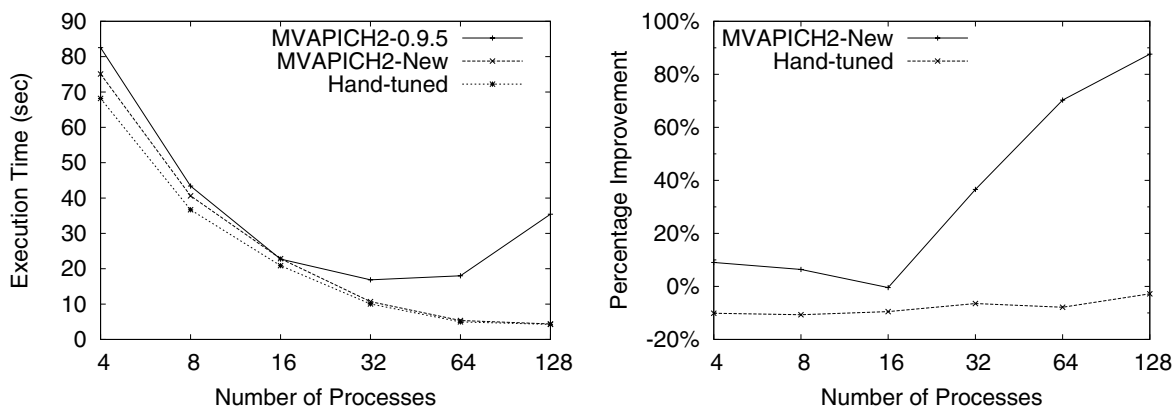 90
80
70
60
50
40
30
20
10
0
Execution Time (sec)
MVAPICH2-0.9.5
MVAPICH2-New
Hand-tuned
4 8 16 32 64 128
Number of Processes
100%
80%
60%
40%
20%
0%
-20%
Percentage Improvement
MVAPICH2-New
Hand-tuned
4 8 16 32 64 128
Number of Processes